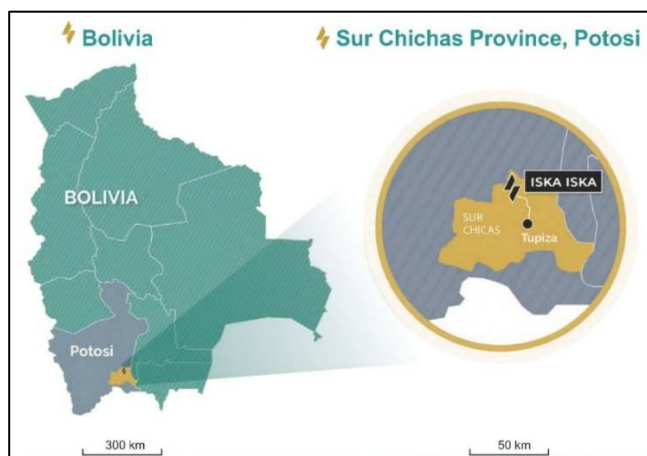 Bolivia
Sur Chichas Province, Potosi
BOLIVIA
Potosi
300 km
ISKA ISKA
SUR
CHICAS
Tupiza
50 km